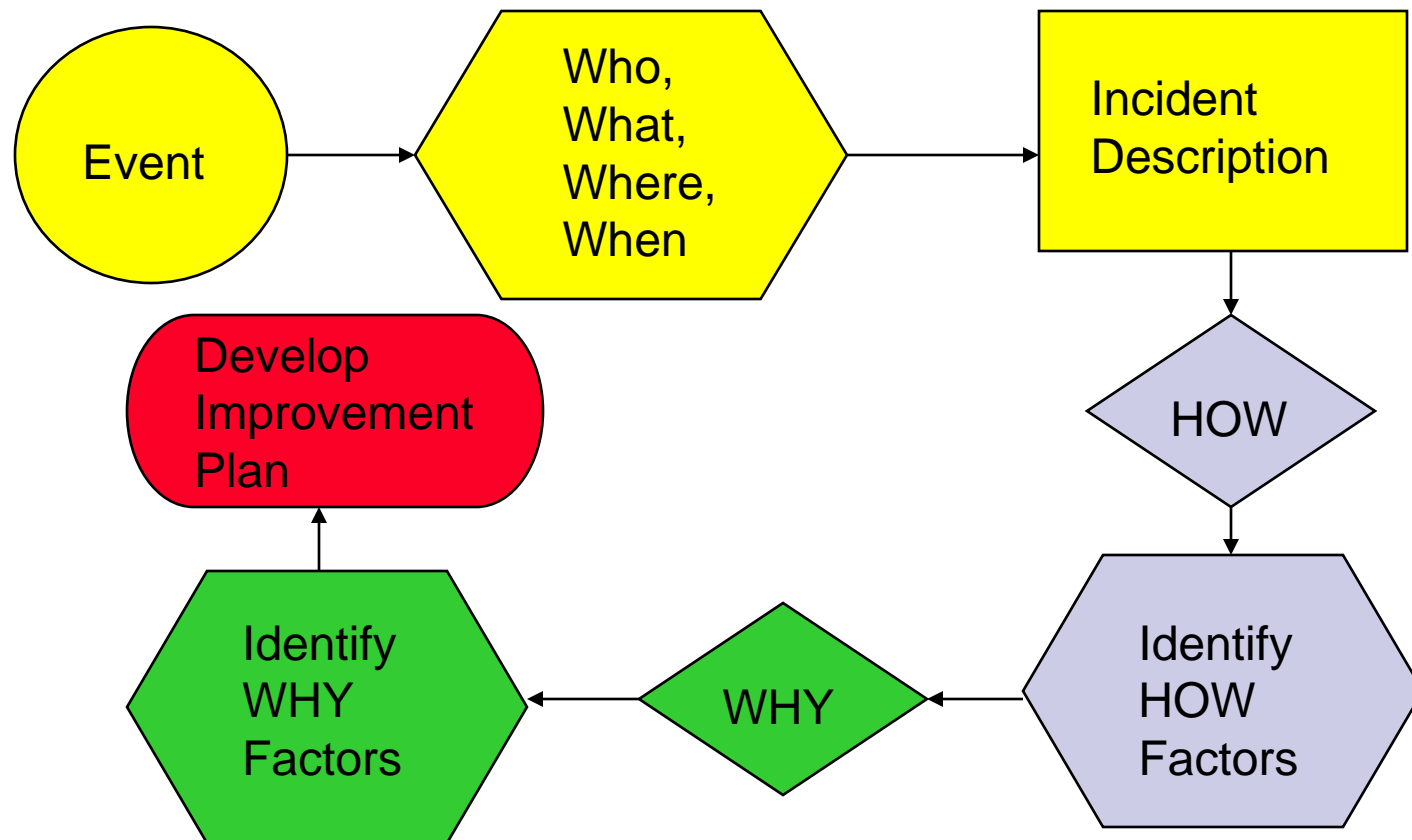 Event
Who,
What,
Where,
When
Incident
Description
HOW
Identify
HOW
Factors
WHY
Identify
WHY
Factors
Develop
Improvement
Plan